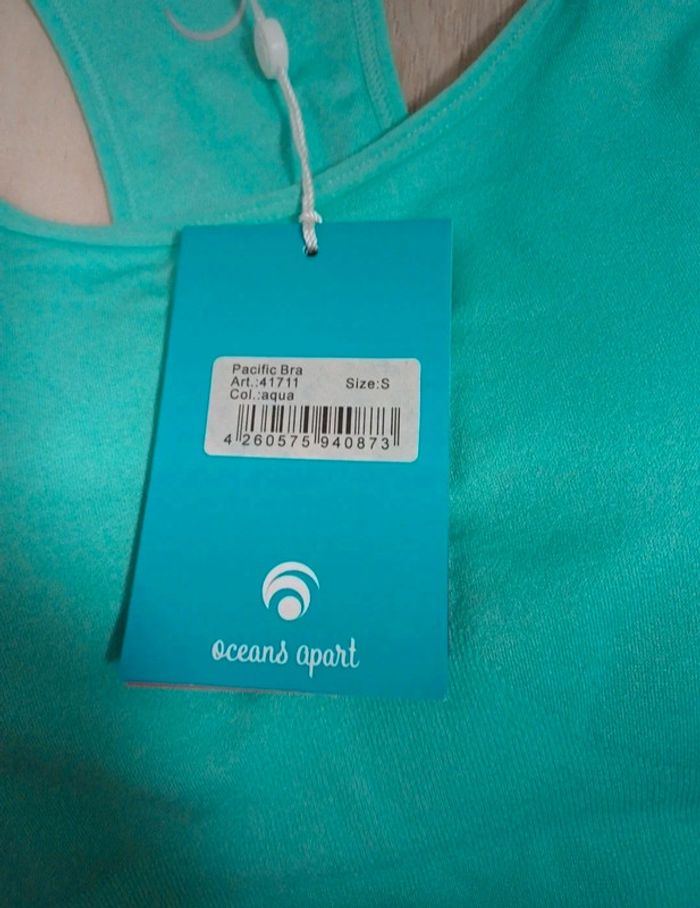 Pacific Bra
Art.:41711 Size:S
Col.:aqua
4 260575 940873
oceans apart